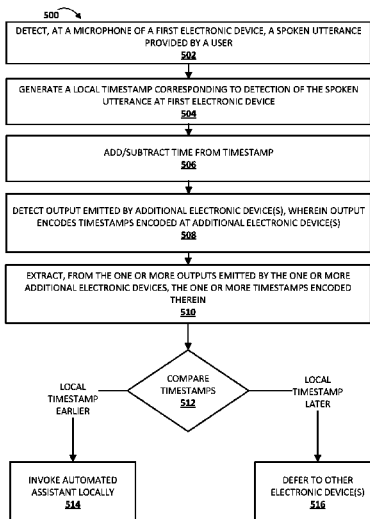 500
DETECT, AT A MICROPHONE OF A FIRST ELECTRONIC DEVICE, A SPOKEN UTTERANCE
PROVIDED BY A USER
502
GENERATE A LOCAL TIMESTAMP CORRESPONDING TO DETECTION OF THE SPOKEN
UTTERANCE AT FIRST ELECTRONIC DEVICE
504
ADD/SUBTRACT TIME FROM TIMESTAMP
506
DETECT OUTPUT EMITTED BY ADDITIONAL ELECTRONIC DEVICE(S), WHEREIN OUTPUT
ENCODES TIMESTAMPS ENCODED AT ADDITIONAL ELECTRONIC DEVICE(S)
508
EXTRACT, FROM THE ONE OR MORE OUTPUTS EMITTED BY THE ONE OR MORE
ADDITIONAL ELECTRONIC DEVICES, THE ONE OR MORE TIMESTAMPS ENCODED
THEREIN
510
COMPARE
TIMESTAMPS
512
LOCAL
TIMESTAMP
EARLIER
LOCAL
TIMESTAMP
LATER
INVOKE AUTOMATED
ASSISTANT LOCALLY
514
DEFER TO OTHER
ELECTRONIC DEVICE(S)
516